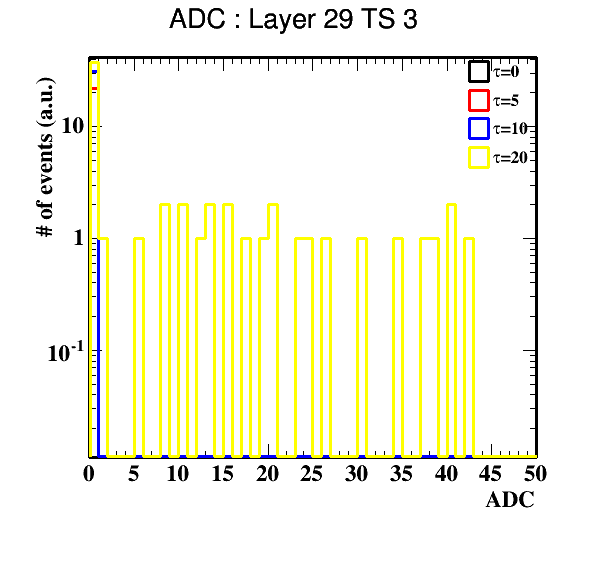 ADC : Layer 29 TS 3
# of events (a.u.)
10
1
10-1
τ=0
τ=5
τ=10
τ=20
0 5 10 15 20 25 30 35 40 45 50
ADC